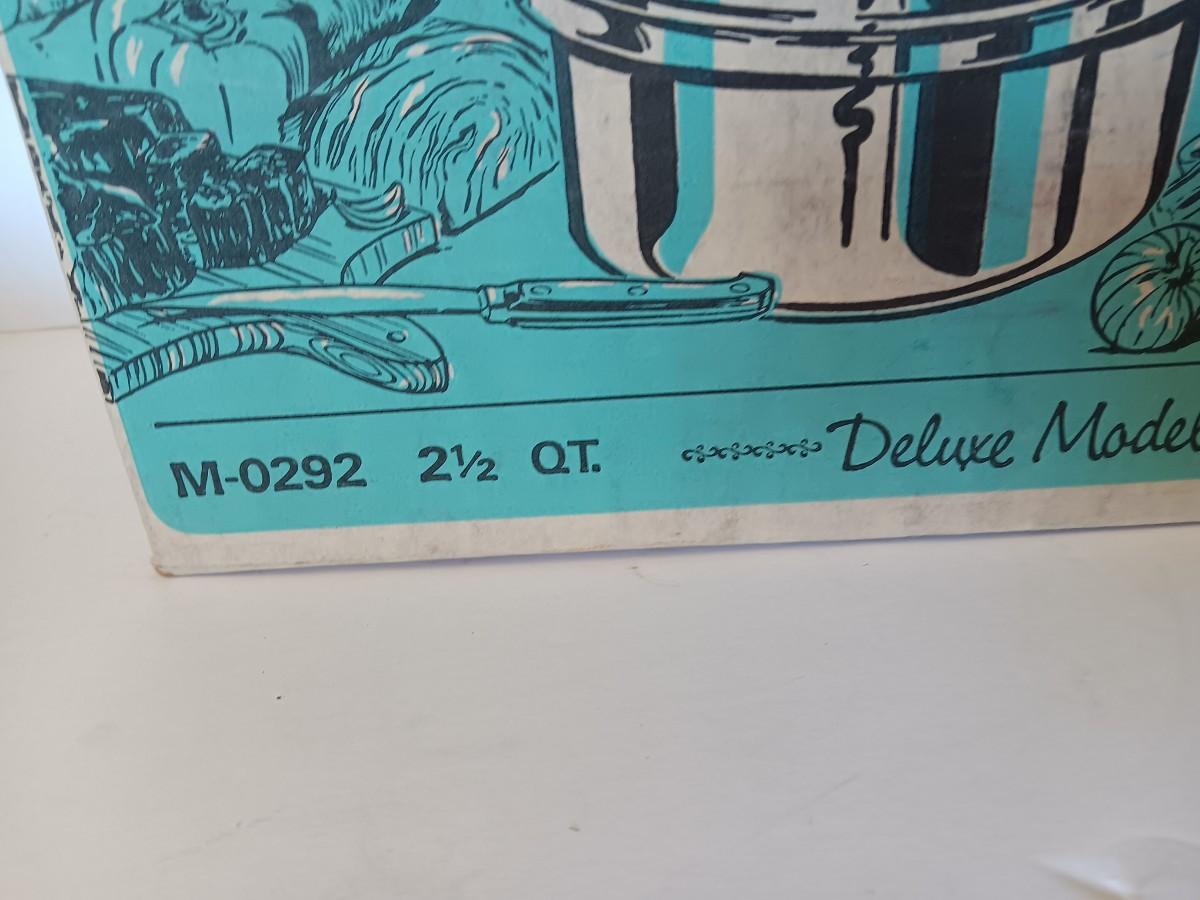 M-0292 2½ QT. Deluxe Model